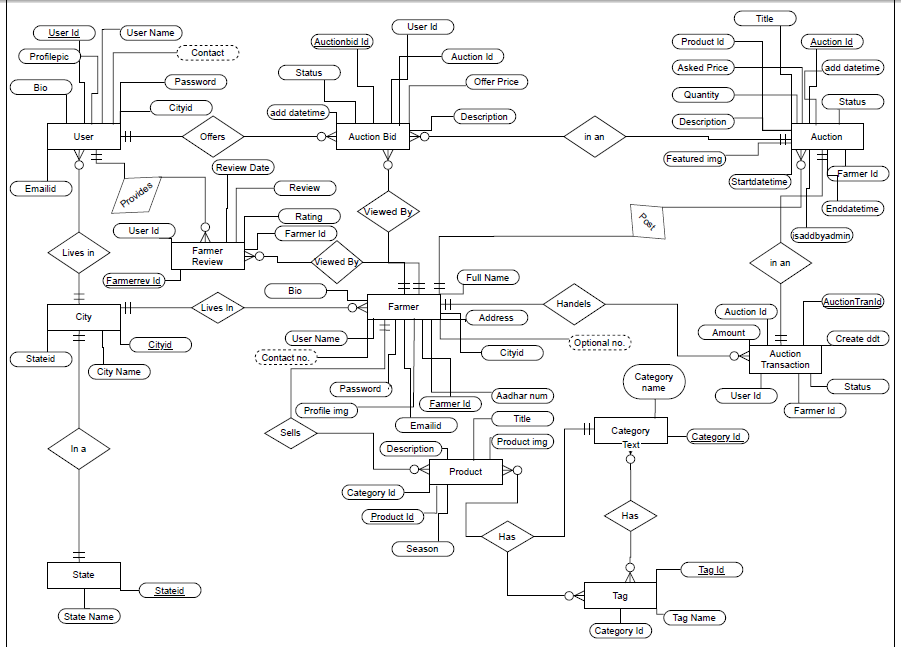 Title
User Id
User Name
Auctionbid Id
User Id
Product Id
Auction Id
Profilepic
Contact
Auction Id
Asked Price
add datetime
Status
Bio
Password
Offer Price
Quantity
Status
Cityid
add datetime
Description
Description
User
Offers
Auction Bid
in an
Auction
Featured img
Review Date
Farmer Id
Emailid
Provides
Review
Startdatetime
Viewed By
Rating
Enddatetime
User Id
Farmer Id
Post
isaddbyadmin
Lives in
Farmer
Review
Viewed By
in an
Farmerrev Id
Full Name
Bio
City
Lives In
Farmer
Handels
AuctionTranId
Address
Auction Id
User Name
Amount
Create ddt
Stateid
Cityid
Contact no.
Optional no.
Cityid
Auction
Transaction
City Name
Category
name
Password
Status
Aadhar num
User Id
Profile img
Farmer Id
Farmer Id
Title
Emailid
Sells
Category
Text
Category Id
In a
Description
Product img
Product
Category Id
Product Id
Has
Has
Season
State
Tag Id
Stateid
Tag
State Name
Tag Name
Category Id